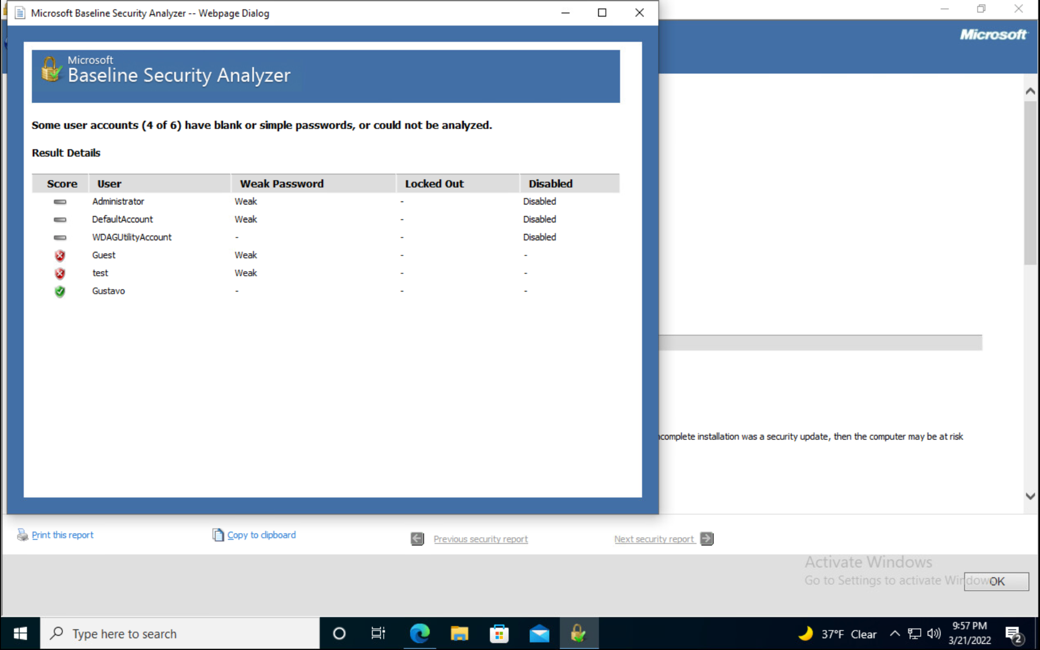 Microsoft Baseline Security Analyzer -- Webpage Dialog
Microsoft
Microsoft
Baseline Security Analyzer
Some user accounts (4 of 6) have blank or simple passwords, or could not be analyzed.
Result Details
Score User Weak Password Locked Out Disabled
Administrator Weak - Disabled
DefaultAccount Weak - Disabled
WDAGUtilityAccount - - Disabled
Guest Weak - -
test Weak - -
Gustavo - - -
complete installation was a security update, then the computer may be at risk
Print this report Copy to clipboard Previous security report Next security report
Activate Windows
Go to Settings to activate Windows
OK
Type here to search
37°F Clear
9:57 PM
3/21/2022
2